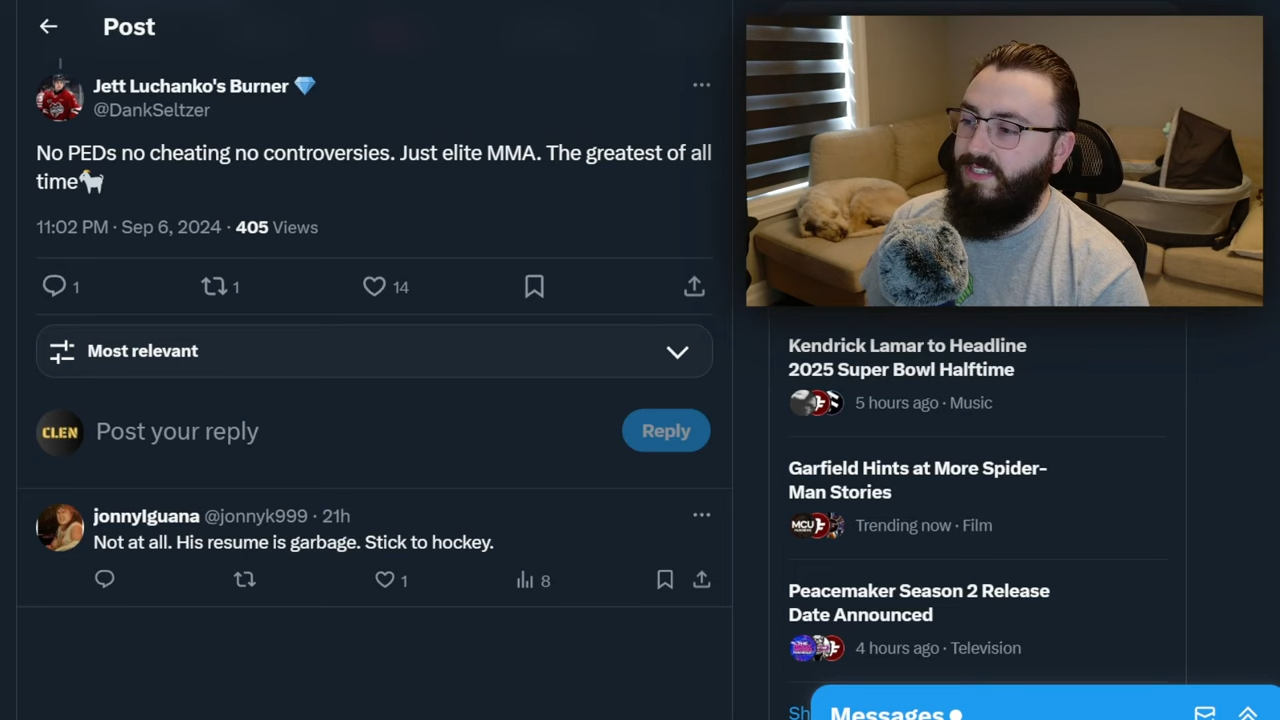 Post
Jett Luchanko's Burner 💎
@DankSeltzer
No PEDs no cheating no controversies. Just elite MMA. The greatest of all
time🐐
11:02 PM · Sep 6, 2024 · 405 Views
1 1 14
Most relevant
CLEN
Post your reply
Reply
jonnyIguana @jonnyk999 · 21h
Not at all. His resume is garbage. Stick to hockey.
1 8
Kendrick Lamar to Headline
2025 Super Bowl Halftime
5 hours ago · Music
Garfield Hints at More Spider-
Man Stories
MCU
Trending now · Film
Peacemaker Season 2 Release
Date Announced
4 hours ago · Television
Sh
Messages